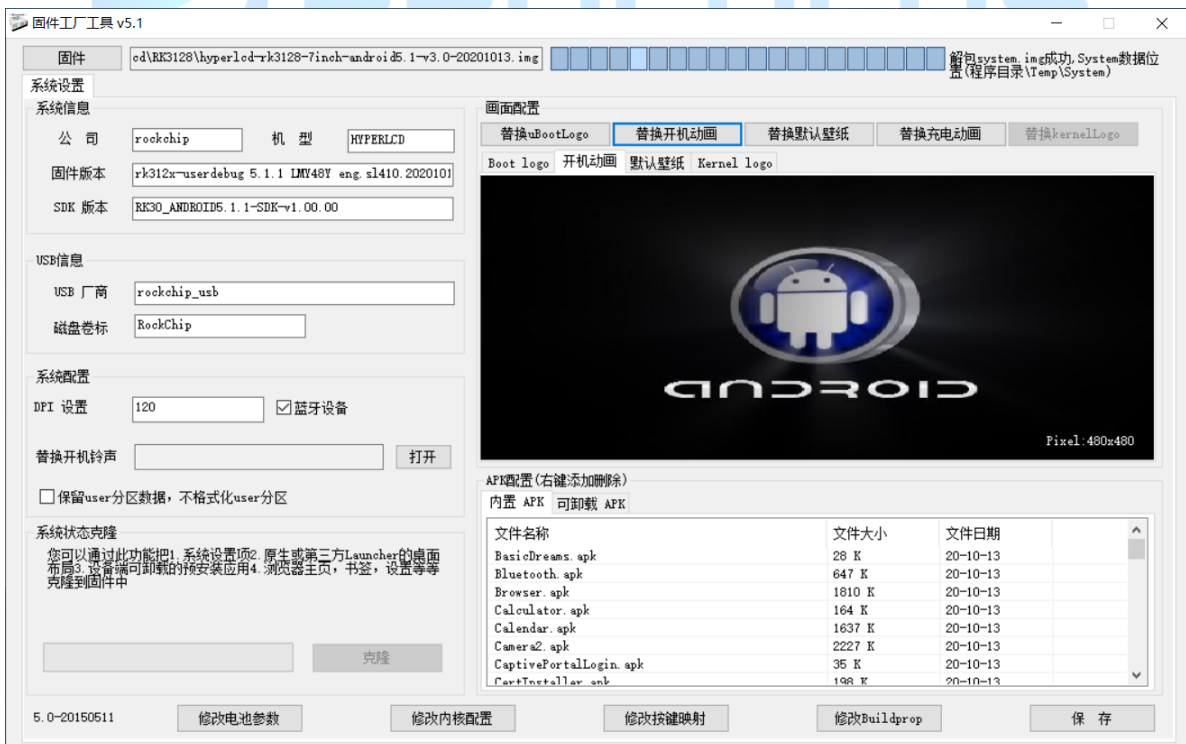 固件工厂工具 v5.1
固件
cd\RK3128\hyperlcd-rk3128-7inch-android5.1-v3.0-20201013.img
解包system.img成功,System数据位
置(程序目录\Temp\System)
系统设置
系统信息
公 司
rockchip
机 型
HYPERLCD
固件版本
rk312x-userdebug 5.1.1 LMY48Y eng.sl410.2020101
SDK 版本
RK30_ANDROID5.1.1-SDK-v1.00.00
USB信息
USB 厂商
rockchip_usb
磁盘卷标
RockChip
系统配置
DPI 设置
120
蓝牙设备
替换开机铃声
打开
保留user分区数据，不格式化user分区
系统状态克隆
您可以通过此功能把1.系统设置项2.原生或第三方Launcher的桌面
布局3.设备端可卸载的预安装应用4.浏览器主页，书签，设置等等
克隆到固件中
克隆
画面配置
替换uBootLogo
替换开机动画
替换默认壁纸
替换充电动画
替换kernelLogo
Boot logo
开机动画
默认壁纸
Kernel logo
ANDROID
Pixel:480x480
APK配置(右键添加删除)
内置 APK
可卸载 APK
文件名称 文件大小 文件日期
BasicDreams.apk 28 K 20-10-13
Bluetooth.apk 647 K 20-10-13
Browser.apk 1810 K 20-10-13
Calculator.apk 164 K 20-10-13
Calendar.apk 1637 K 20-10-13
Camera2.apk 2227 K 20-10-13
CaptivePortalLogin.apk 35 K 20-10-13
CertInstaller.apk 198 K 20-10-13
5.0-20150511
修改电池参数
修改内核配置
修改按键映射
修改Buildprop
保 存